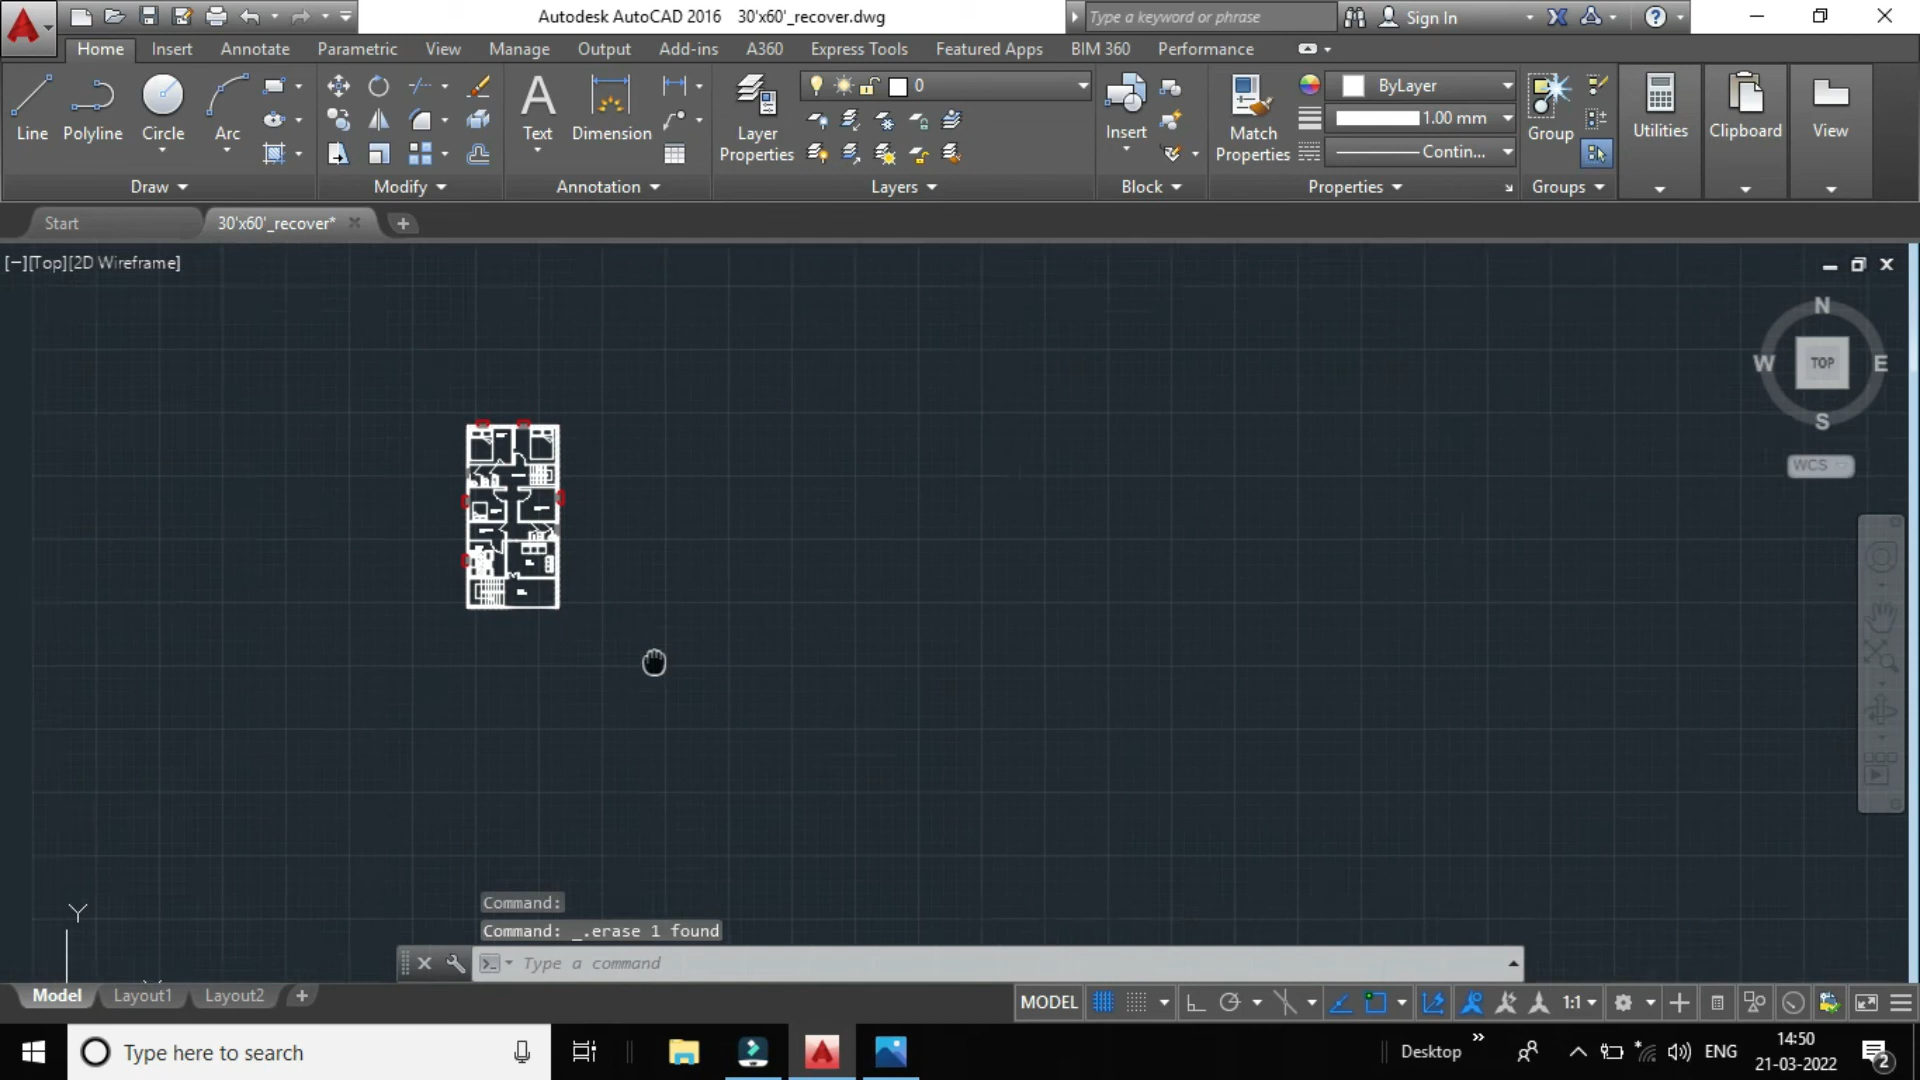 Autodesk AutoCAD 2016 30'x60'_recover.dwg
Type a keyword or phrase
Sign In
Home Insert Annotate Parametric View Manage Output Add-ins A360 Express Tools Featured Apps BIM 360 Performance
0
ByLayer
1.00 mm
Contin...
Line Polyline Circle Arc
Text Dimension
Layer Properties
Insert
Match Properties
Group
Utilities
Clipboard
View
Draw Modify Annotation Layers Block Properties Groups
Start 30'x60'_recover*
[−][Top][2D Wireframe]
N
W TOP E
S
WCS
Y
Command:
Command: _.erase 1 found
Type a command
Model Layout1 Layout2
MODEL 1:1
Type here to search
Desktop
ENG
14:50
21-03-2022
2